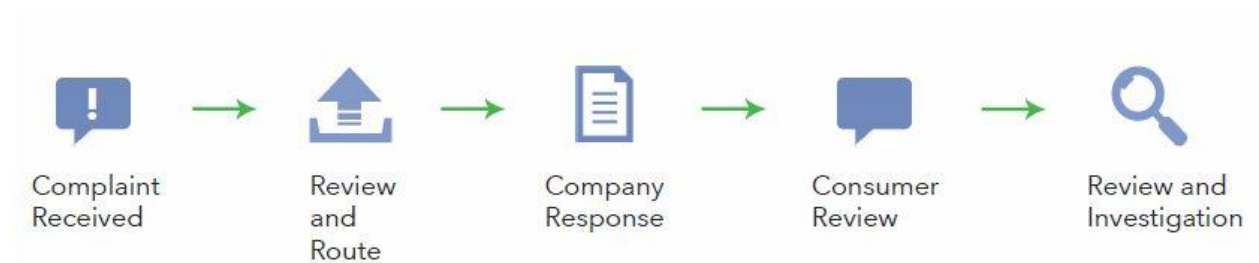 Complaint
Received
Review
and
Route
Company
Response
Consumer
Review
Review and
Investigation